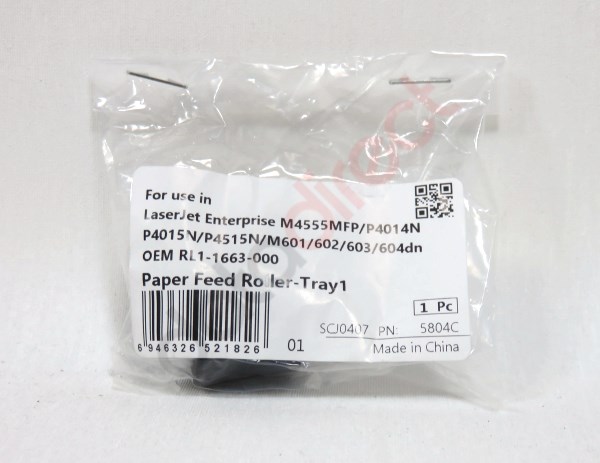 For use in
LaserJet Enterprise M4555MFP/P4014N
P4015N/P4515N/M601/602/603/604dn
OEM RL1-1663-000
Paper Feed Roller-Tray1
1 Pc
SCJ0407 PN: 5804C
6 946326 521826 01
Made in China
direct